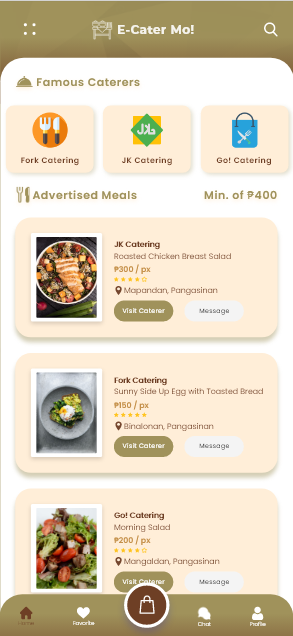 E-Cater Mo!
Famous Caterers
Fork Catering
JK Catering
Go! Catering
Advertised Meals
Min. of ₱400
JK Catering
Roasted Chicken Breast Salad
₱300 / px
Mapandan, Pangasinan
Visit Caterer
Message
Fork Catering
Sunny Side Up Egg with Toasted Bread
₱150 / px
Binalonan, Pangasinan
Visit Caterer
Message
Go! Catering
Morning Salad
₱200 / px
Mangaldan, Pangasinan
Visit Caterer
Message
Home
Favorite
Chat
Profile